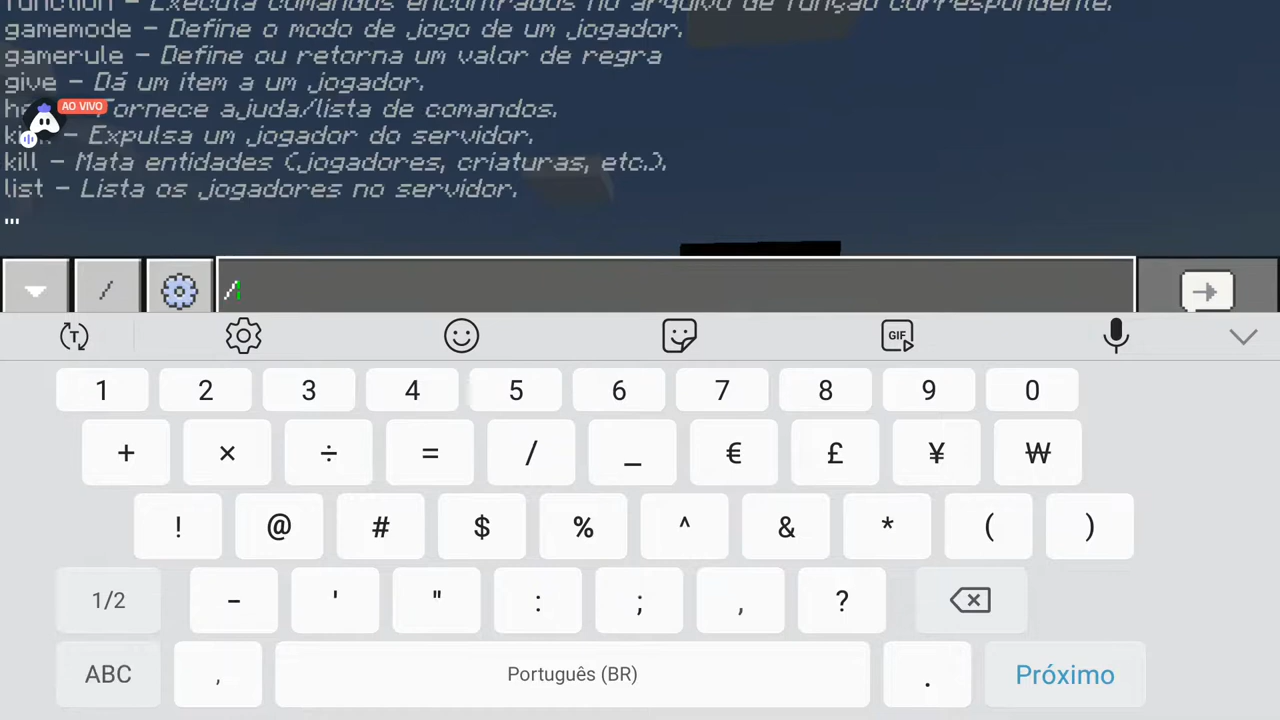 function - Executa comandos encontrados no arquivo de função correspondente.
gamemode - Define o modo de jogo de um jogador.
gamerule - Define ou retorna um valor de regra
give - Dá um item a um jogador.
Fornece ajuda/lista de comandos.
AO VIVO
- Expulsa um jogador do servidor.
kill - Mata entidades (jogadores, criaturas, etc.).
list - Lista os jogadores no servidor.
...
/
/
GIF
1 2 3 4 5 6 7 8 9 0
+ × ÷ = / _ € £ ¥ ₩
! @ # $ % ^ & * ( )
1/2 - ' " : ; , ?
ABC , Português (BR) . Próximo